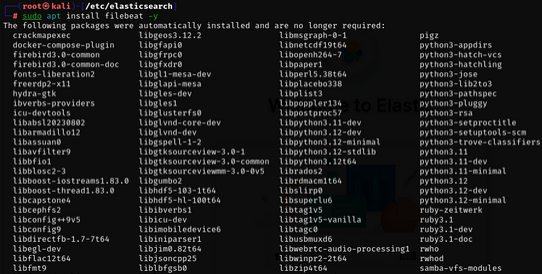 (root㉿kali)-[/etc/elasticsearch]
# sudo apt install filebeat -y
The following packages were automatically installed and are no longer required:
crackmapexec libgeos3.12.2 libmsgraph-0-1 pigz
docker-compose-plugin libgfapi0 libnetcdf19t64 python3-appdirs
firebird3.0-common libgfrpc0 libopenh264-7 python3-hatch-vcs
firebird3.0-common-doc libgfxdr0 libpaper1 python3-hatchling
fonts-liberation2 libgl1-mesa-dev libperl5.38t64 python3-jose
freerdp2-x11 libglapi-mesa libplacebo338 python3-lib2to3
hydra-gtk libgles-dev libplist3 python3-pathspec
ibverbs-providers libgles1 libpoppler134 python3-pluggy
icu-devtools libglusterfs0 libpostproc57 python3-rsa
libabsl20230802 libglvnd-core-dev libpython3.11-dev python3-setproctitle
libarmadillo12 libglvnd-dev libpython3.12-dev python3-setuptools-scm
libassuan0 libgspell-1-2 libpython3.12-minimal python3-trove-classifiers
libavfilter9 libgtksourceview-3.0-1 libpython3.12-stdlib python3.11
libbfio1 libgtksourceview-3.0-common libpython3.12t64 python3.11-dev
libblosc2-3 libgtksourceviewmm-3.0-0v5 librados2 python3.11-minimal
libboost-iostreams1.83.0 libgumbo2 librdmacm1t64 python3.12
libboost-thread1.83.0 libhdf5-103-1t64 libslirp0 python3.12-dev
libcapstone4 libhdf5-hl-100t64 libsuperlu6 python3.12-minimal
libcephfs2 libibverbs1 libtag1v5 ruby-zeitwerk
libconfig++9v5 libicu-dev libtag1v5-vanilla ruby3.1
libconfig9 libimobiledevice6 libtagc0 ruby3.1-dev
libdirectfb-1.7-7t64 libiniparser1 libusbmuxd6 ruby3.1-doc
libegl-dev libjim0.82t64 libwebrtc-audio-processing1 rwho
libflac12t64 libjsoncpp25 libwinpr2-2t64 rwhod
libfmt9 liblbfgsb0 libzip4t64 samba-vfs-modules